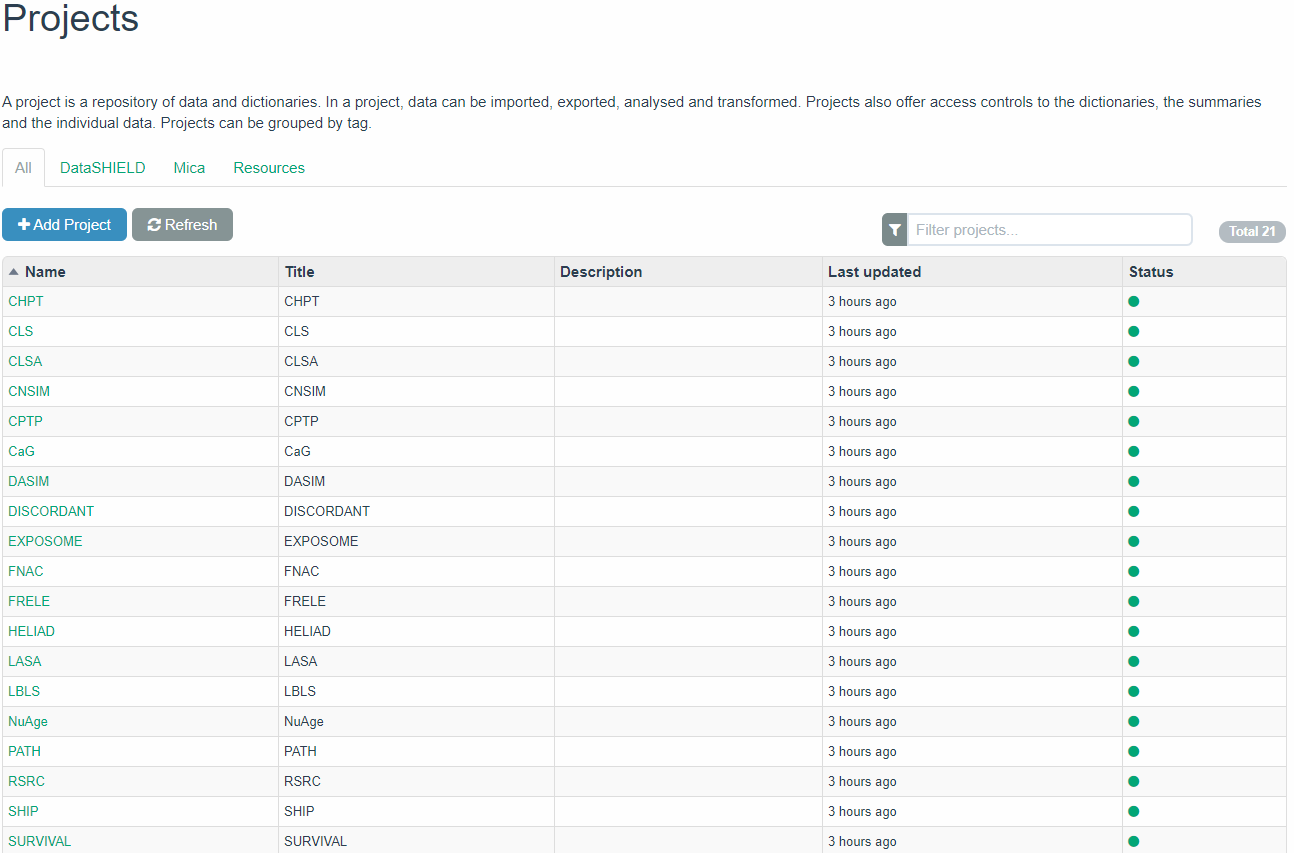 Projects
A project is a repository of data and dictionaries. In a project, data can be imported, exported, analysed and transformed. Projects also offer access controls to the dictionaries, the summaries
and the individual data. Projects can be grouped by tag.
All DataSHIELD Mica Resources
Add Project Refresh Filter projects... Total 21
Name Title Description Last updated Status
CHPT CHPT 3 hours ago
CLS CLS 3 hours ago
CLSA CLSA 3 hours ago
CNSIM CNSIM 3 hours ago
CPTP CPTP 3 hours ago
CaG CaG 3 hours ago
DASIM DASIM 3 hours ago
DISCORDANT DISCORDANT 3 hours ago
EXPOSOME EXPOSOME 3 hours ago
FNAC FNAC 3 hours ago
FRELE FRELE 3 hours ago
HELIAD HELIAD 3 hours ago
LASA LASA 3 hours ago
LBLS LBLS 3 hours ago
NuAge NuAge 3 hours ago
PATH PATH 3 hours ago
RSRC RSRC 3 hours ago
SHIP SHIP 3 hours ago
SURVIVAL SURVIVAL 3 hours ago